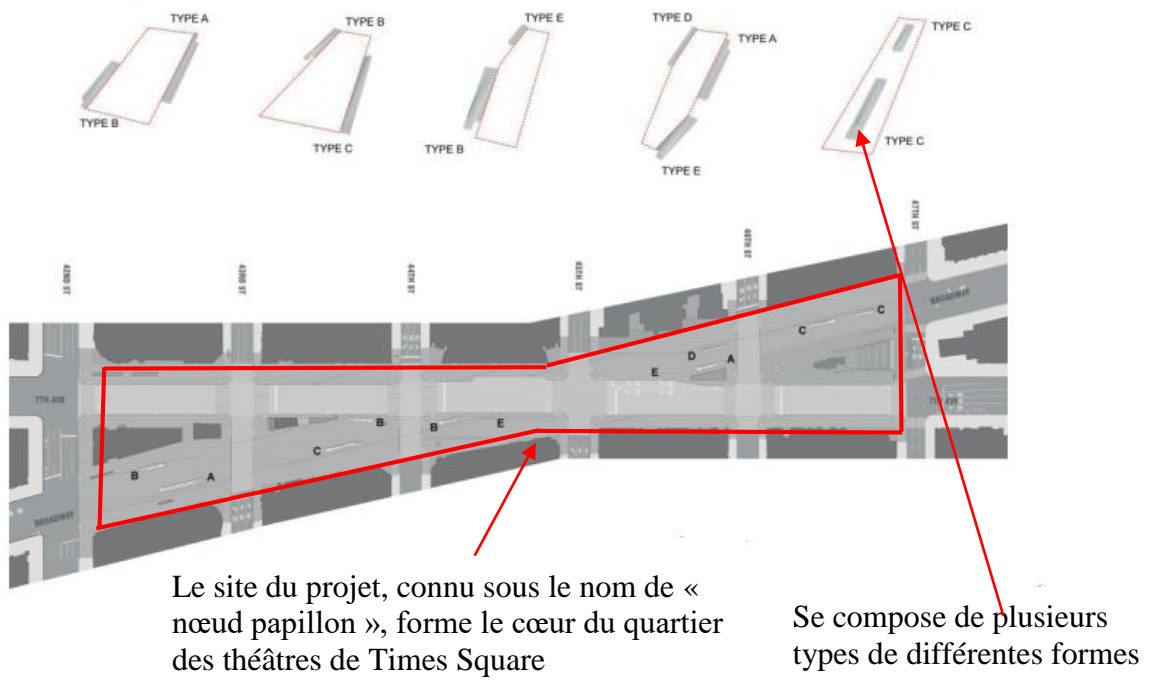 TYPE A
TYPE B
TYPE B
TYPE C
TYPE E
TYPE B
TYPE D
TYPE A
TYPE E
TYPE C
TYPE C
42ND ST
43RD ST
44TH ST
45TH ST
46TH ST
47TH ST
BROADWAY
7TH AVE
7TH AVE
BROADWAY
B
A
C
B
B
E
E
D
A
C
C
Le site du projet, connu sous le nom de «
nœud papillon », forme le cœur du quartier
des théâtres de Times Square
Se compose de plusieurs
types de différentes formes